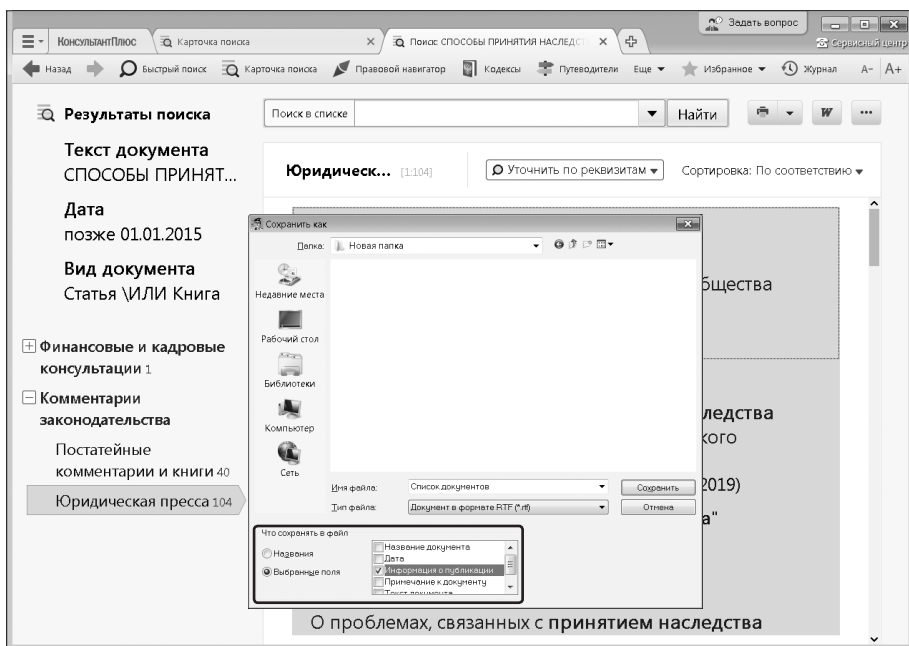 Задать вопрос
КонсультантПлюс
Карточка поиска
Поиск: СПОСОБЫ ПРИНЯТИЯ НАСЛЕДС
Сервисный центр
Назад
Быстрый поиск
Карточка поиска
Правовой навигатор
Кодексы
Путеводители
Еще
Избранное
Журнал
А-
А+
Результаты поиска
Текст документа
СПОСОБЫ ПРИНЯТ...
Дата
позже 01.01.2015
Вид документа
Статья \ИЛИ Книга
Финансовые и кадровые
консультации 1
Комментарии
законодательства
Постатейные
комментарии и книги 40
Юридическая пресса 104
Поиск в списке
Найти
W
Юридическ... [1:104]
Уточнить по реквизитам
Сортировка: По соответствию
бщества
ледства
кого
2019)
а"
О проблемах, связанных с принятием наследства
Сохранить как
Папка:
Новая папка
Недавние места
Рабочий стол
Библиотеки
Компьютер
Сеть
Имя файла:
Список документов
Сохранить
Тип файла:
Документ в формате RTF (*.rtf)
Отмена
Что сохранять в файл
Названия
Выбранные поля
Название документа
Дата
Информация о публикации
Примечание к документу
Текст документа